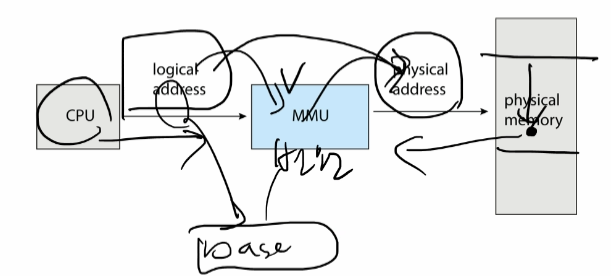 logical
address
CPU
MMU
physical
address
physical
memory
base